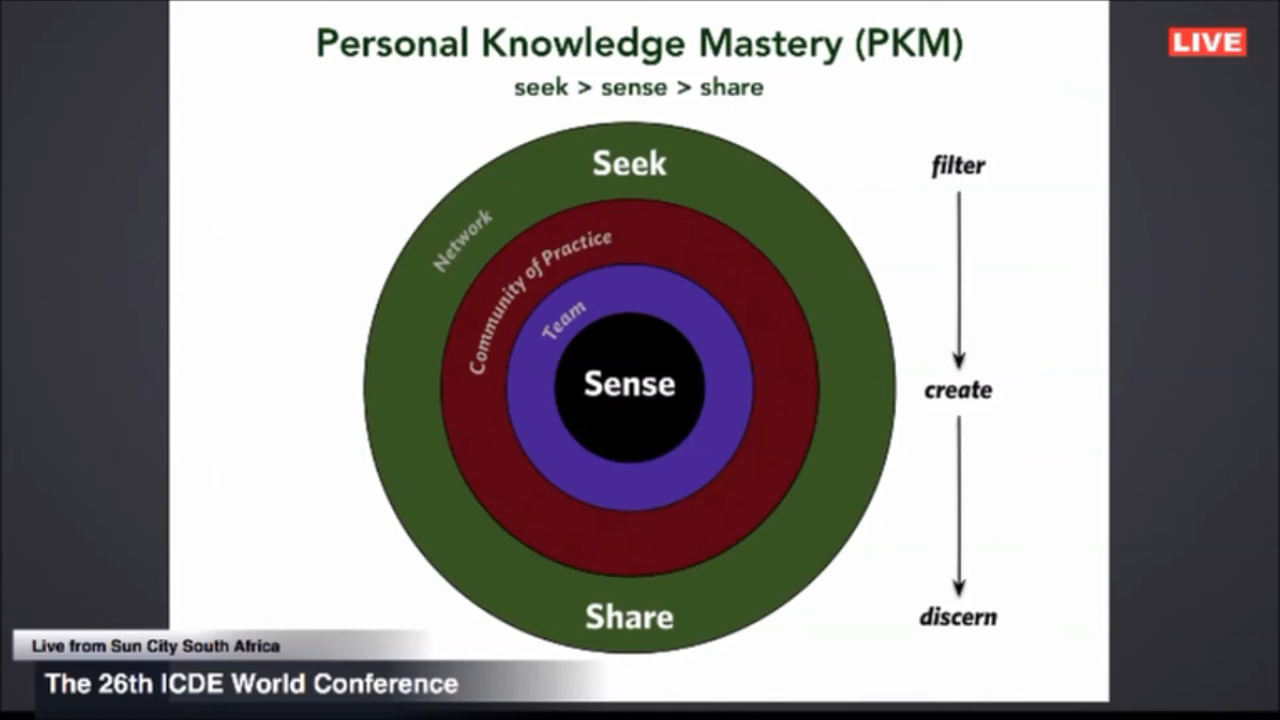 Personal Knowledge Mastery (PKM)
LIVE
seek > sense > share
Seek
filter
Network
Community of Practice
Team
Sense
create
Share
discern
Live from Sun City South Africa
The 26th ICDE World Conference